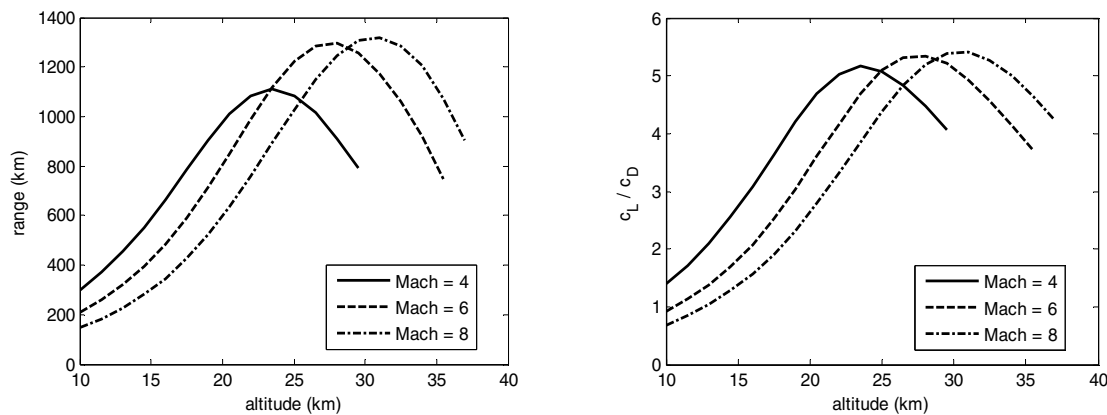 1400
1200
1000
800
600
400
200
0
range (km)
10 15 20 25 30 35 40
altitude (km)
Mach = 4
Mach = 6
Mach = 8
6
5
4
3
2
1
0
c_L / c_D
10 15 20 25 30 35 40
altitude (km)
Mach = 4
Mach = 6
Mach = 8